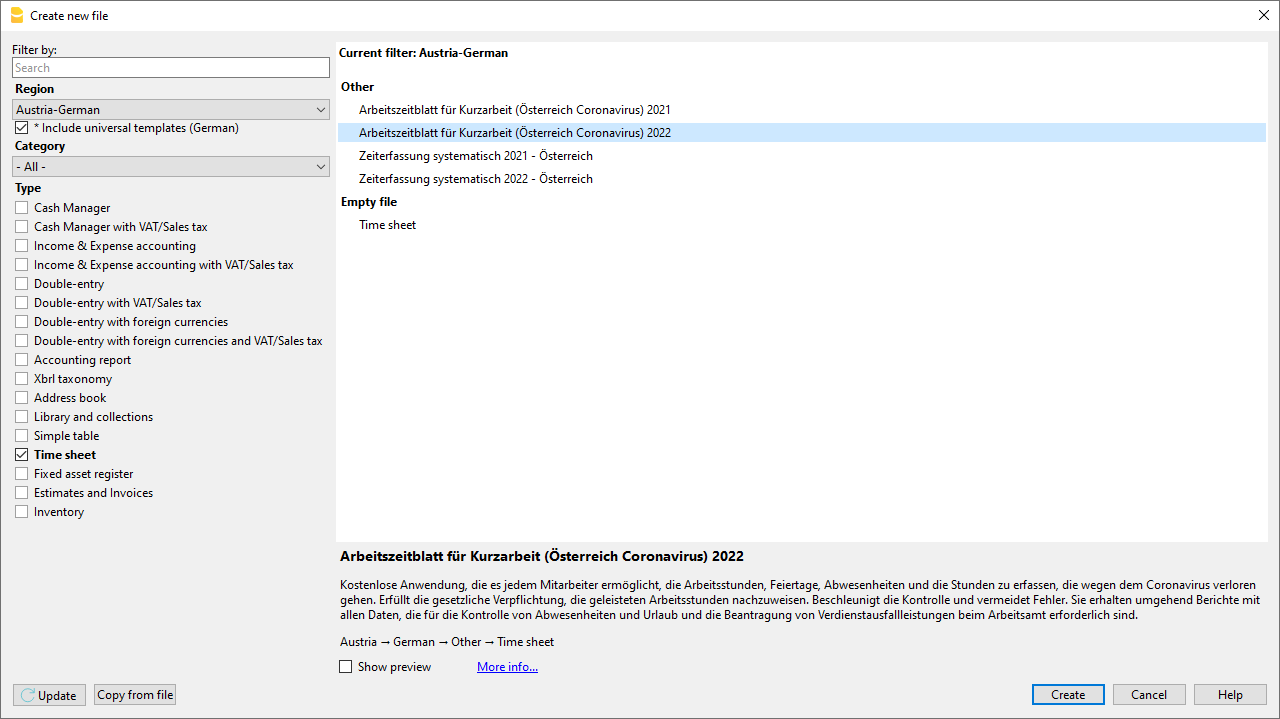 Create new file
Filter by:
Search
Region
Austria-German
* Include universal templates (German)
Category
- All -
Type
Cash Manager
Cash Manager with VAT/Sales tax
Income & Expense accounting
Income & Expense accounting with VAT/Sales tax
Double-entry
Double-entry with VAT/Sales tax
Double-entry with foreign currencies
Double-entry with foreign currencies and VAT/Sales tax
Accounting report
Xbrl taxonomy
Address book
Library and collections
Simple table
Time sheet
Fixed asset register
Estimates and Invoices
Inventory
Current filter: Austria-German
Other
Arbeitszeitblatt für Kurzarbeit (Österreich Coronavirus) 2021
Arbeitszeitblatt für Kurzarbeit (Österreich Coronavirus) 2022
Zeiterfassung systematisch 2021 - Österreich
Zeiterfassung systematisch 2022 - Österreich
Empty file
Time sheet
Arbeitszeitblatt für Kurzarbeit (Österreich Coronavirus) 2022
Kostenlose Anwendung, die es jedem Mitarbeiter ermöglicht, die Arbeitsstunden, Feiertage, Abwesenheiten und die Stunden zu erfassen, die wegen dem Coronavirus verloren
gehen. Erfüllt die gesetzliche Verpflichtung, die geleisteten Arbeitsstunden nachzuweisen. Beschleunigt die Kontrolle und vermeidet Fehler. Sie erhalten umgehend Berichte mit
allen Daten, die für die Kontrolle von Abwesenheiten und Urlaub und die Beantragung von Verdienstausfallleistungen beim Arbeitsamt erforderlich sind.
Austria → German → Other → Time sheet
Show preview More info...
Update Copy from file Create Cancel Help